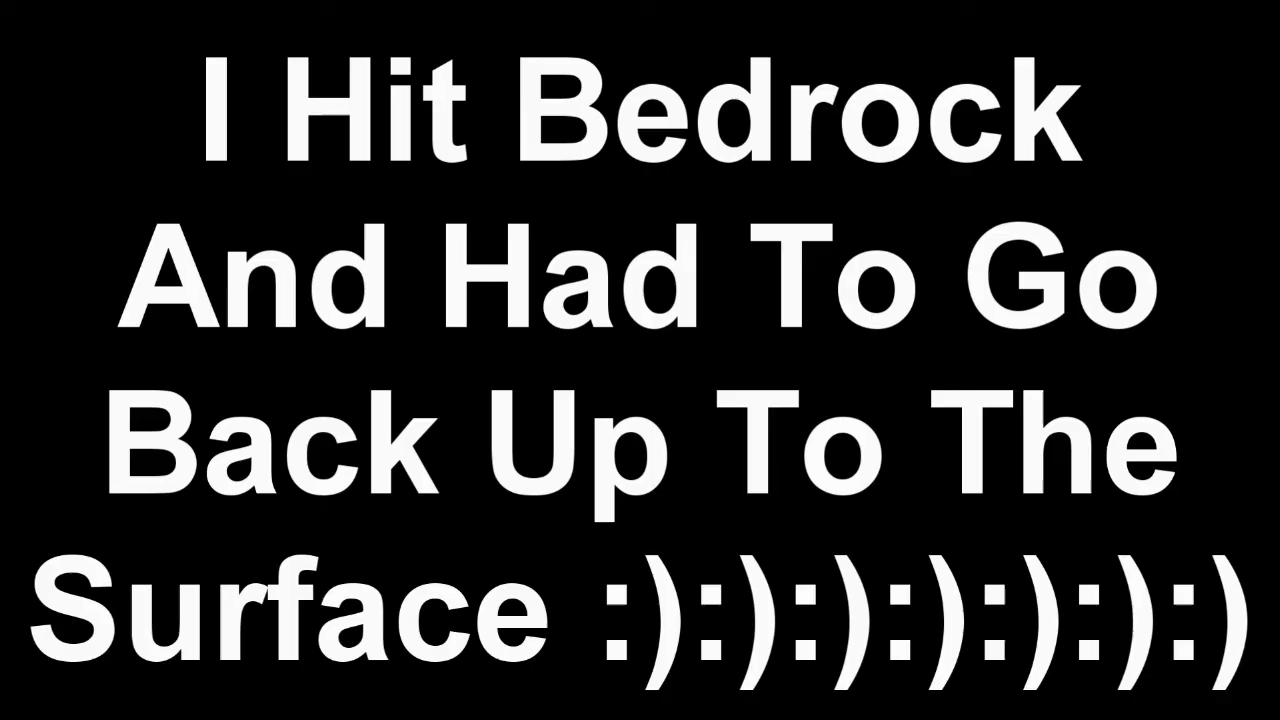 I Hit Bedrock
And Had To Go
Back Up To The
Surface :):):):):):):)